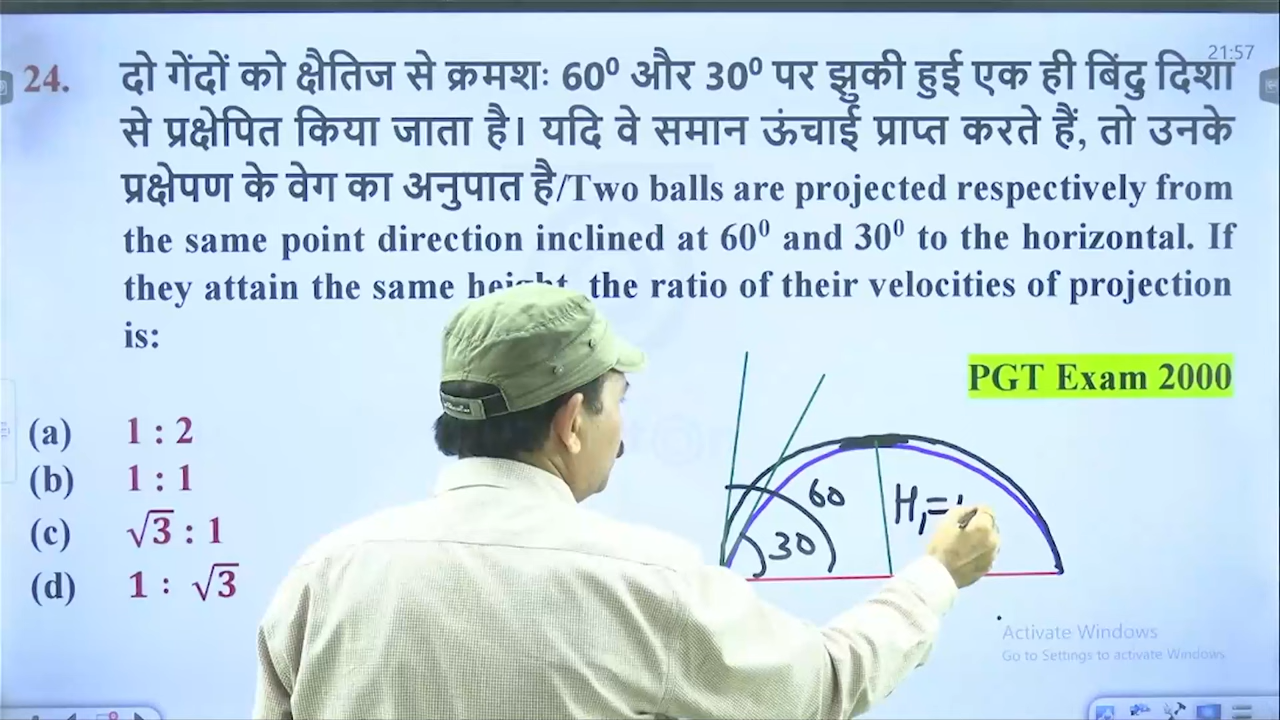 21:57
24. दो गेंदों को क्षैतिज से क्रमशः 60⁰ और 30⁰ पर झुकी हुई एक ही बिंदु दिशा
से प्रक्षेपित किया जाता है। यदि वे समान ऊंचाई प्राप्त करते हैं, तो उनके
प्रक्षेपण के वेग का अनुपात है/Two balls are projected respectively from
the same point direction inclined at 60⁰ and 30⁰ to the horizontal. If
they attain the same height, the ratio of their velocities of projection
is:
PGT Exam 2000
(a) 1 : 2
(b) 1 : 1
(c) √3 : 1
(d) 1 : √3
60
30
H₁=
Activate Windows
Go to Settings to activate Windows.